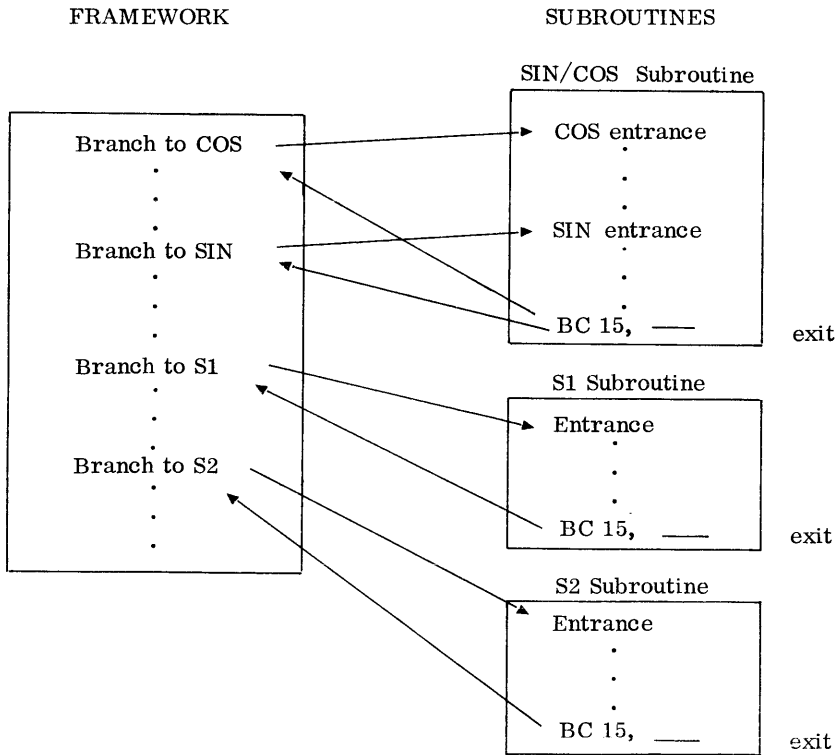 FRAMEWORK
SUBROUTINES
Branch to COS
Branch to SIN
Branch to S1
Branch to S2
SIN/COS Subroutine
COS entrance
SIN entrance
BC 15, ___ exit
S1 Subroutine
Entrance
BC 15, ___ exit
S2 Subroutine
Entrance
BC 15, ___ exit